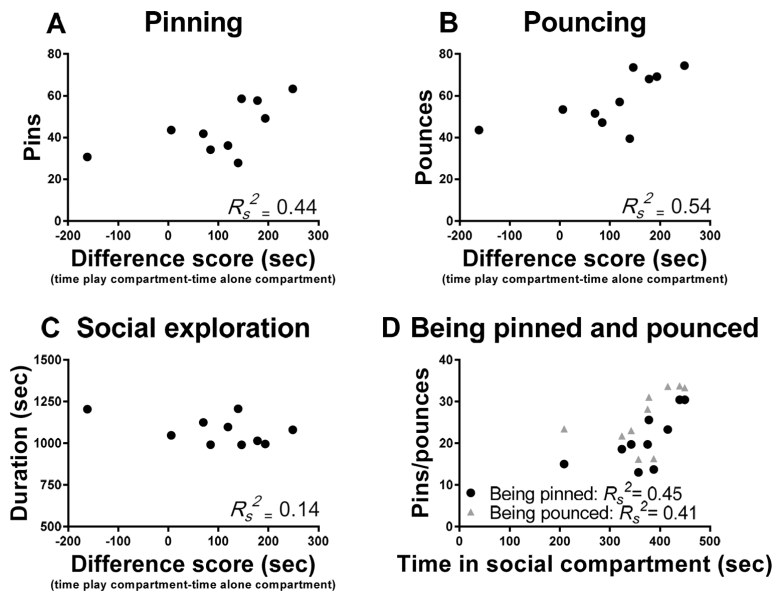 A Pinning
80
60
40
20
0
Pins
-200 -100 0 100 200 300
Rs² = 0.44
Difference score (sec)
(time play compartment-time alone compartment)
B Pouncing
80
60
40
20
0
Pounces
-200 -100 0 100 200 300
Rs² = 0.54
Difference score (sec)
(time play compartment-time alone compartment)
C Social exploration
1500
1250
1000
750
500
Duration (sec)
-200 -100 0 100 200 300
Rs² = 0.14
Difference score (sec)
(time play compartment-time alone compartment)
D Being pinned and pounced
40
30
20
10
0
Pins/pounces
Being pinned: Rs²= 0.45
Being pounced: Rs²= 0.41
0 100 200 300 400 500
Time in social compartment (sec)